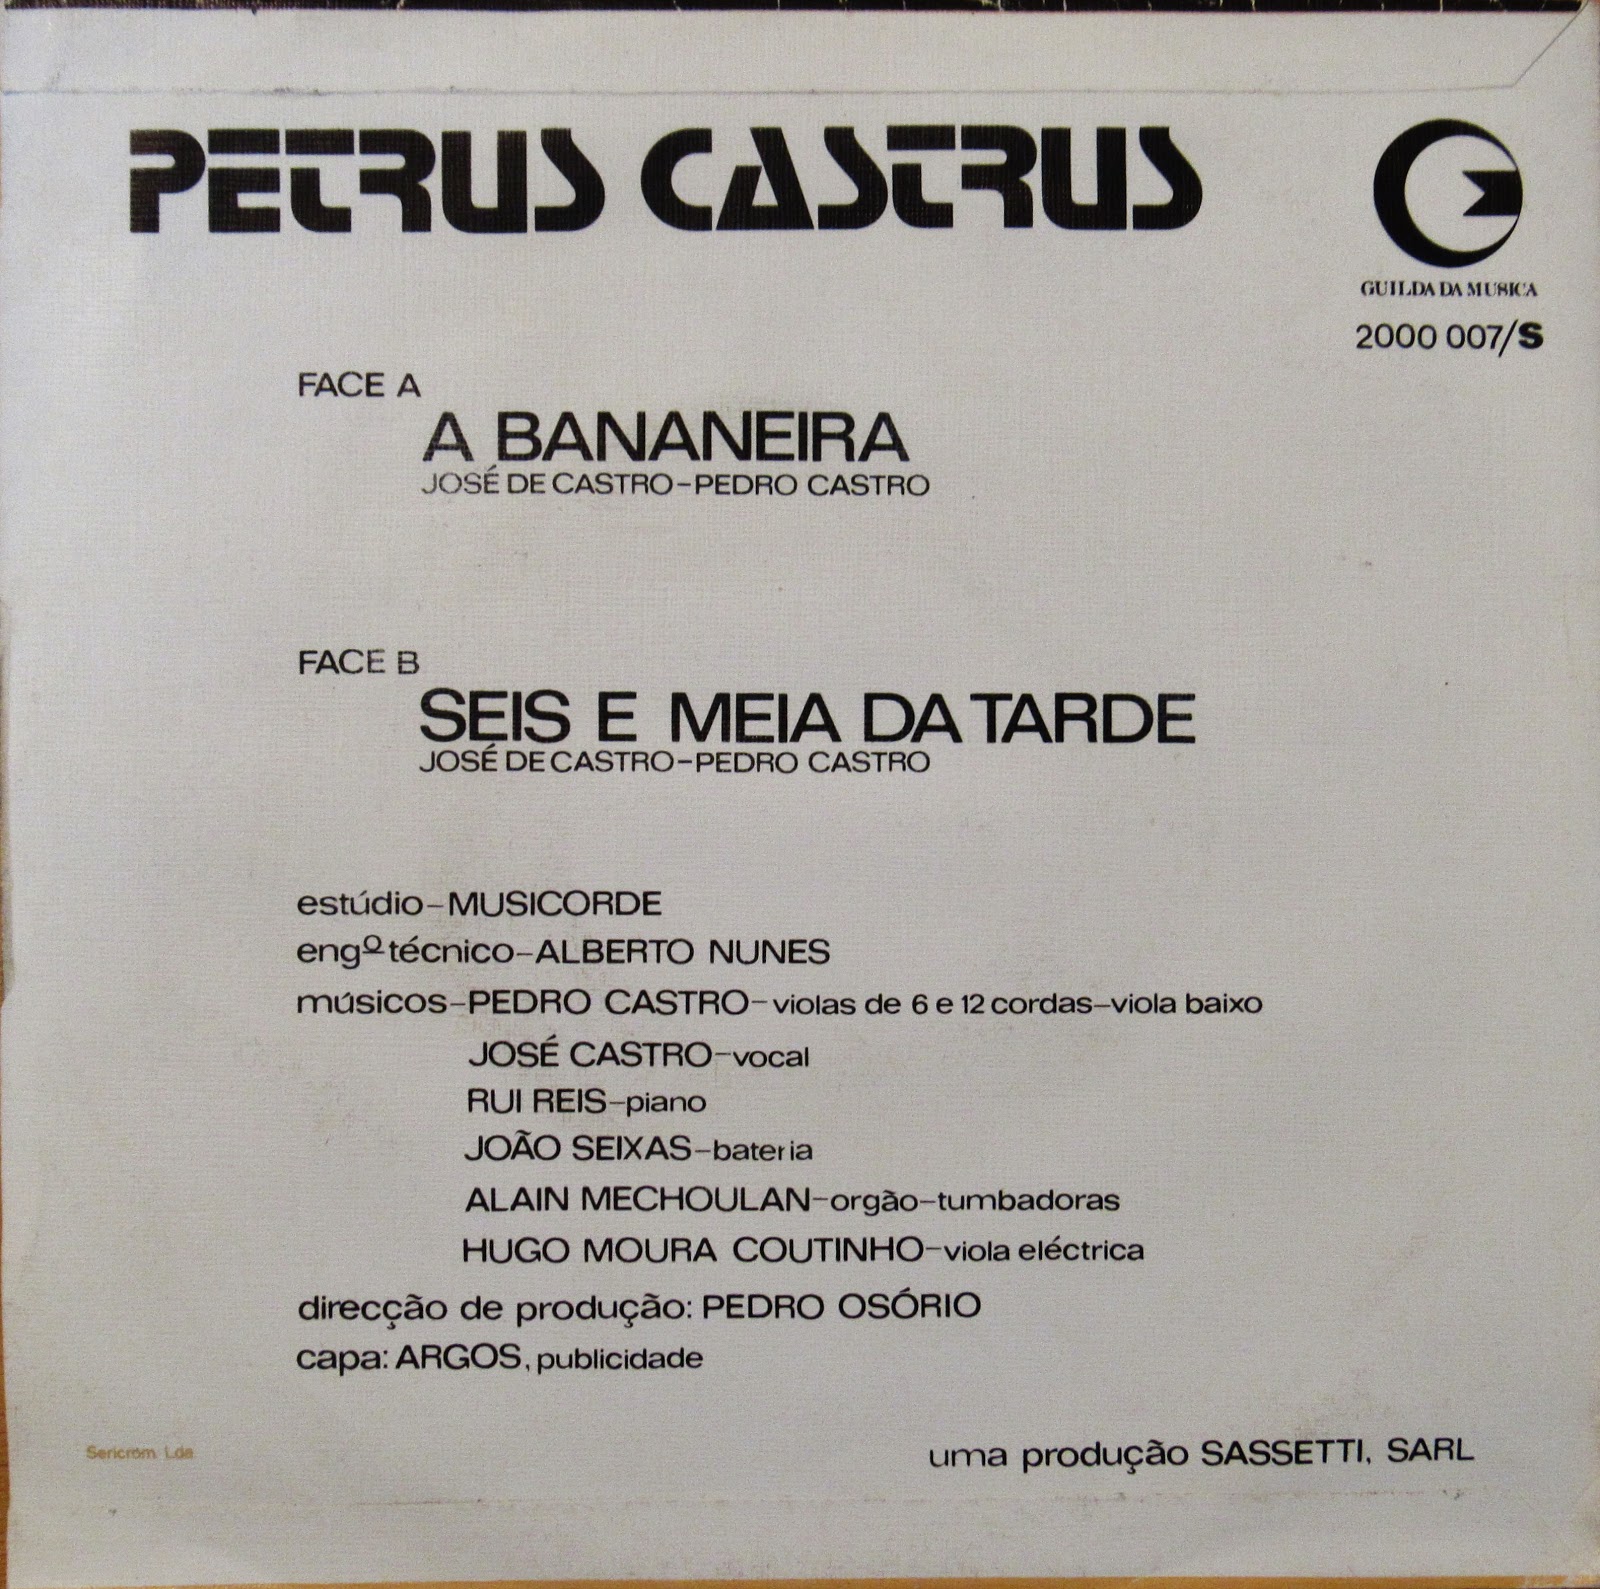 PETRUS CASTRUS
GUILDA DA MUSICA
2000 007/S
FACE A
A BANANEIRA
JOSÉ DE CASTRO-PEDRO CASTRO
FACE B
SEIS E MEIA DA TARDE
JOSÉ DE CASTRO-PEDRO CASTRO
estúdio-MUSICORDE
engº técnico-ALBERTO NUNES
músicos-PEDRO CASTRO-violas de 6 e 12 cordas-viola baixo
JOSÉ CASTRO-vocal
RUI REIS-piano
JOÃO SEIXAS-bateria
ALAIN MECHOULAN-orgão-tumbadoras
HUGO MOURA COUTINHO-viola eléctrica
direcção de produção: PEDRO OSÓRIO
capa: ARGOS, publicidade
Sericrom Lda
uma produção SASSETTI, SARL